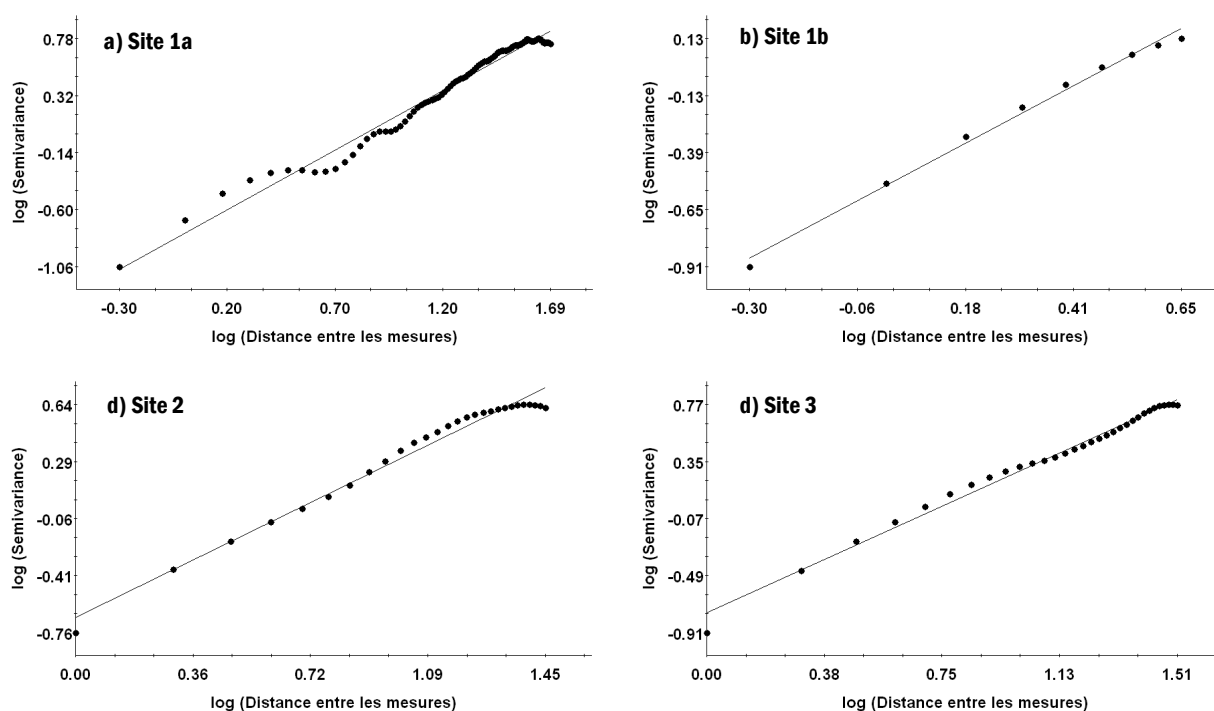 a) Site 1a
log (Semivariance)
0.78
0.32
-0.14
-0.60
-1.06
-0.30 0.20 0.70 1.20 1.69
log (Distance entre les mesures)
b) Site 1b
log (Semivariance)
0.13
-0.13
-0.39
-0.65
-0.91
-0.30 -0.06 0.18 0.41 0.65
log (Distance entre les mesures)
d) Site 2
log (Semivariance)
0.64
0.29
-0.06
-0.41
-0.76
0.00 0.36 0.72 1.09 1.45
log (Distance entre les mesures)
d) Site 3
log (Semivariance)
0.77
0.35
-0.07
-0.49
-0.91
0.00 0.38 0.75 1.13 1.51
log (Distance entre les mesures)